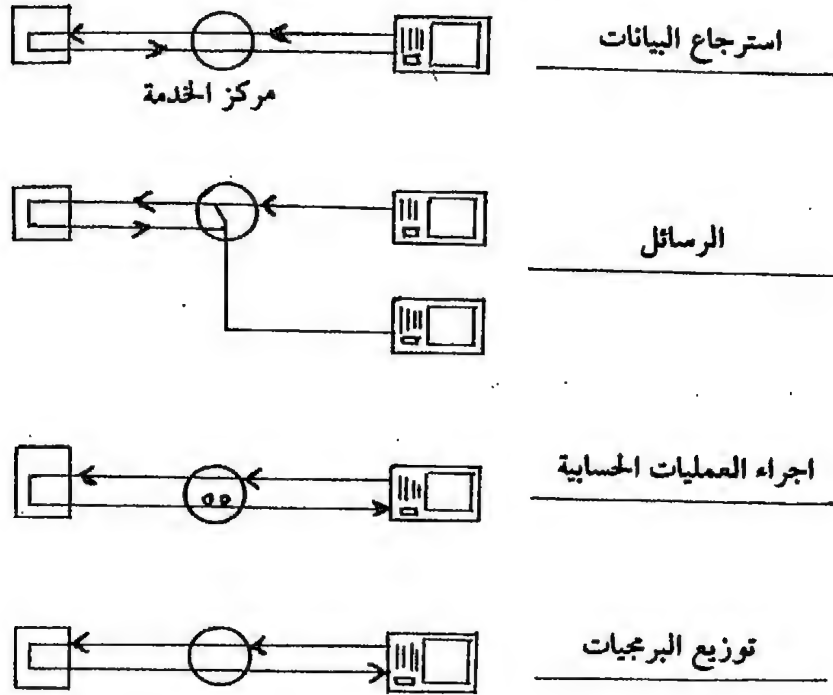 استرجاع البيانات
مركز الخدمة
الرسائل
اجراء العمليات الحسابية
توزيع البرمجيات